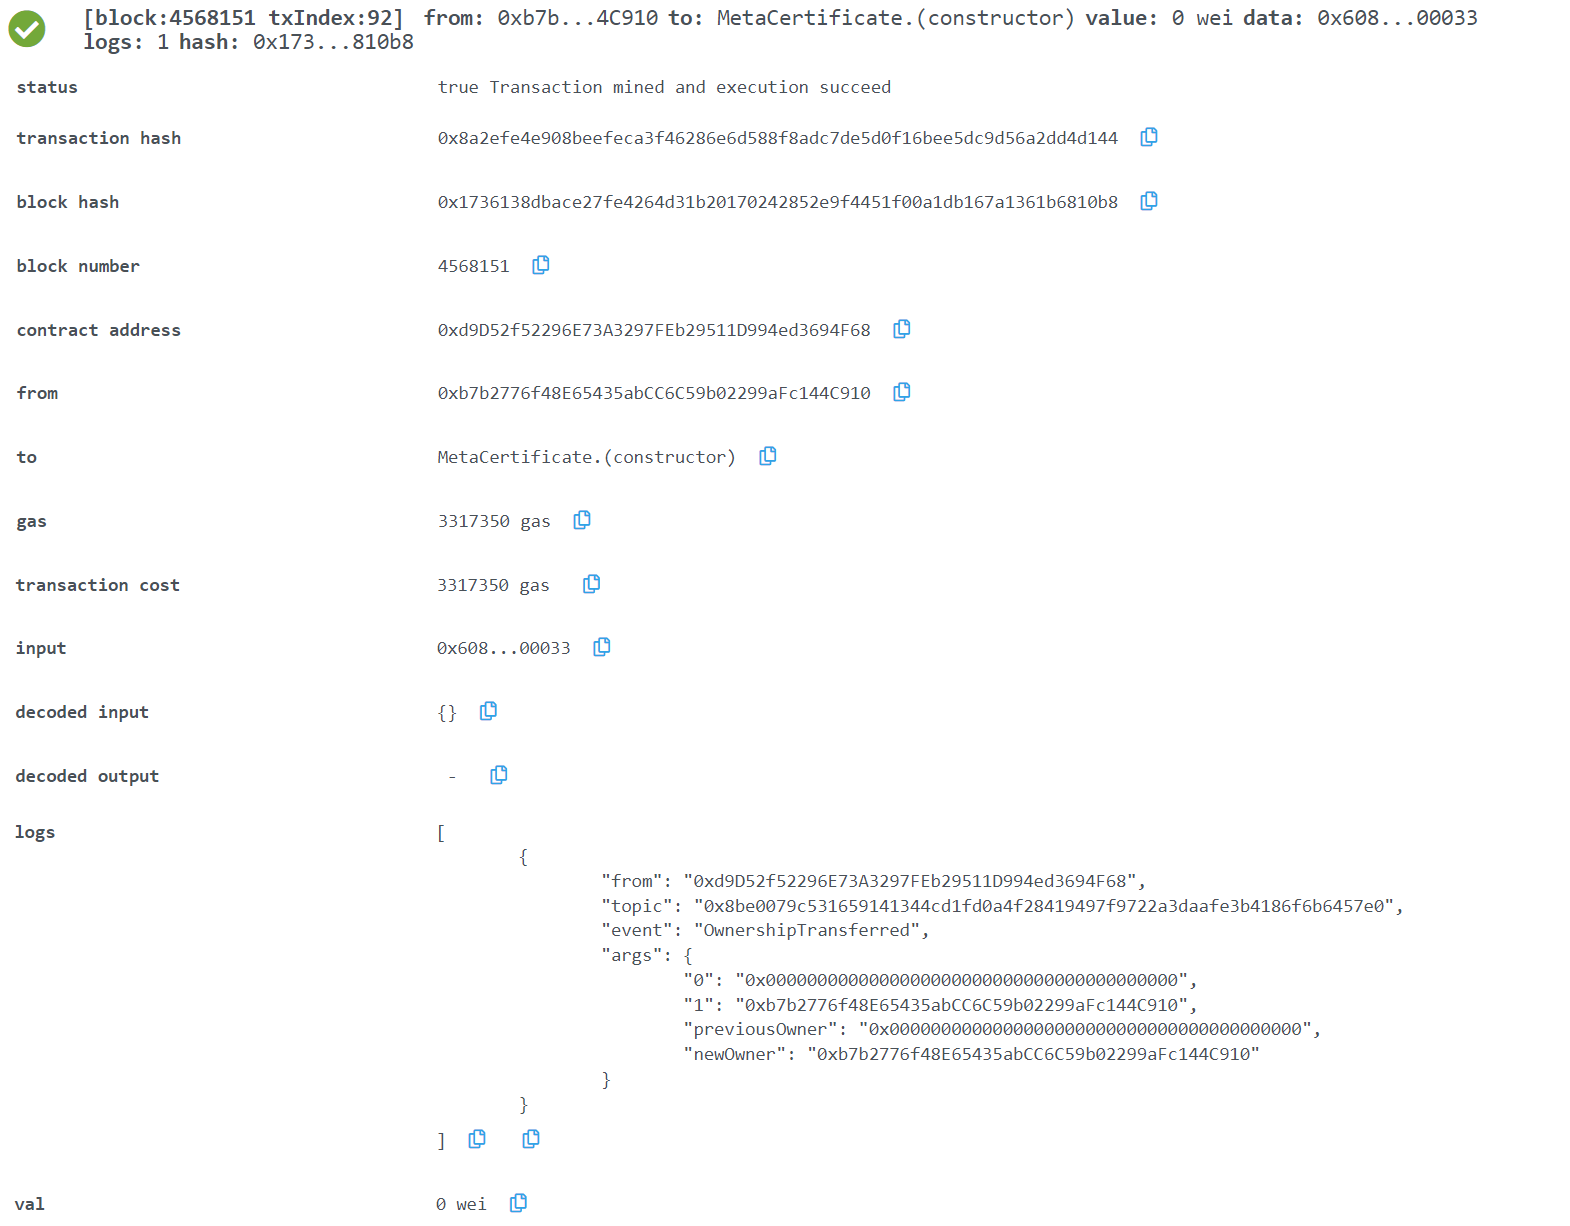 [block:4568151 txIndex:92] from: 0xb7b...4C910 to: MetaCertificate.(constructor) value: 0 wei data: 0x608...00033
logs: 1 hash: 0x173...810b8
status true Transaction mined and execution succeed
transaction hash 0x8a2efe4e908beefeca3f46286e6d588f8adc7de5d0f16bee5dc9d56a2dd4d144
block hash 0x1736138dbace27fe4264d31b20170242852e9f4451f00a1db167a1361b6810b8
block number 4568151
contract address 0xd9D52f52296E73A3297FEb29511D994ed3694F68
from 0xb7b2776f48E65435abCC6C59b02299aFc144C910
to MetaCertificate.(constructor)
gas 3317350 gas
transaction cost 3317350 gas
input 0x608...00033
decoded input {}
decoded output -
logs [
{
"from": "0xd9D52f52296E73A3297FEb29511D994ed3694F68",
"topic": "0x8be0079c531659141344cd1fd0a4f28419497f9722a3daafe3b4186f6b6457e0",
"event": "OwnershipTransferred",
"args": {
"0": "0x0000000000000000000000000000000000000000",
"1": "0xb7b2776f48E65435abCC6C59b02299aFc144C910",
"previousOwner": "0x0000000000000000000000000000000000000000",
"newOwner": "0xb7b2776f48E65435abCC6C59b02299aFc144C910"
}
}
]
val 0 wei